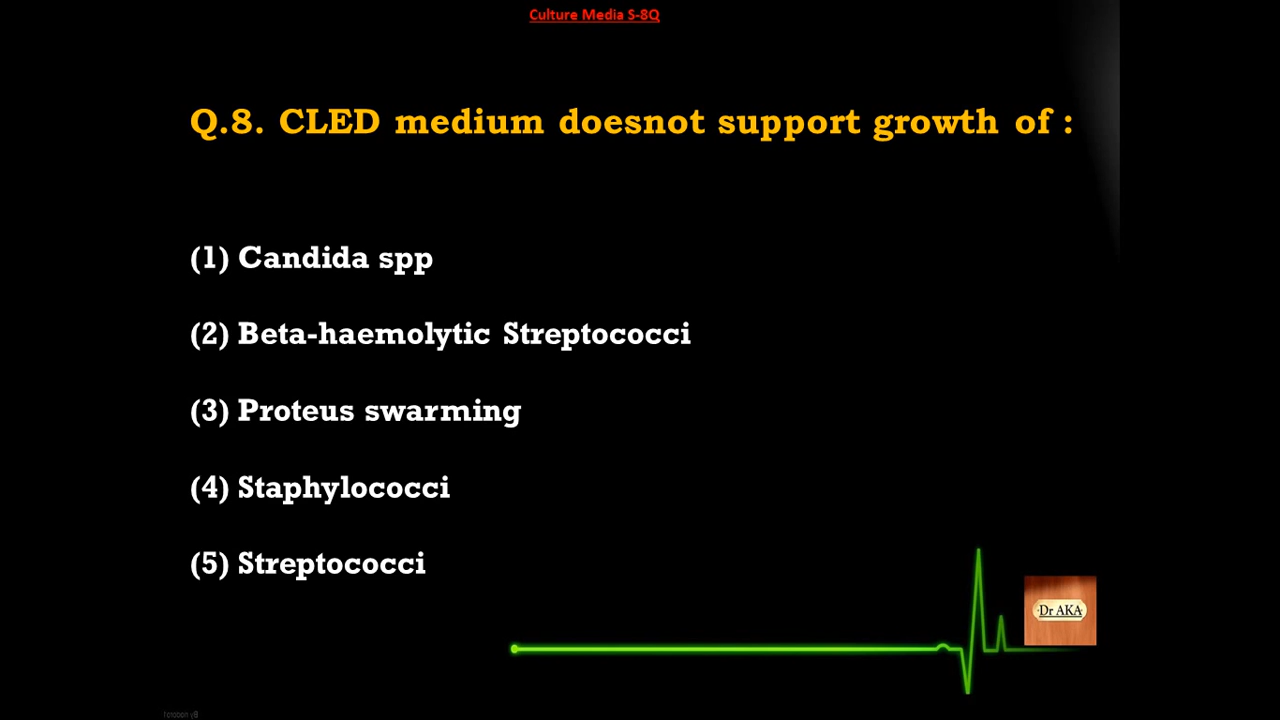 Culture Media S-8Q
Q.8. CLED medium doesnot support growth of :
(1) Candida spp
(2) Beta-haemolytic Streptococci
(3) Proteus swarming
(4) Staphylococci
(5) Streptococci
Dr AKA